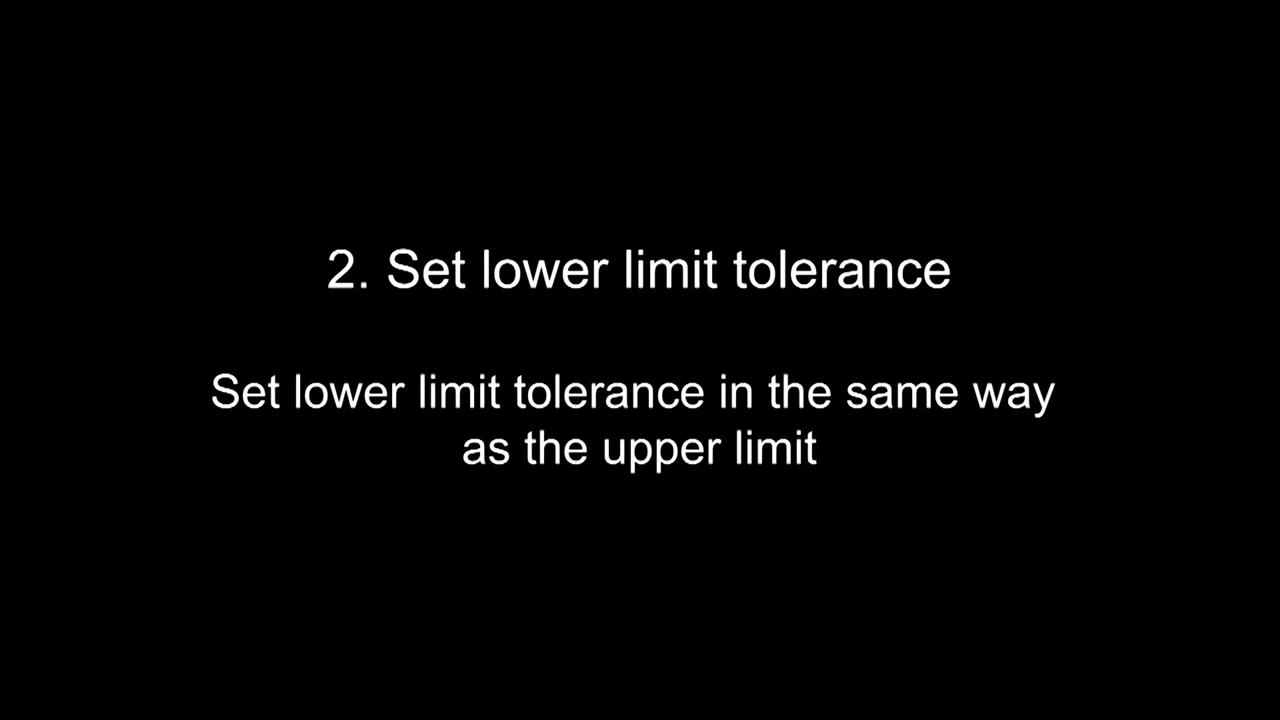 2. Set lower limit tolerance
Set lower limit tolerance in the same way
as the upper limit